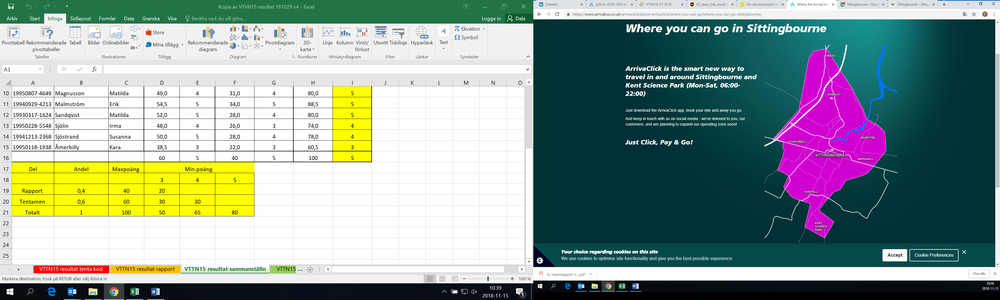 Kopia av VTVN15 resultat 181029 v4 - Excel
Arkiv Start Infoga Sidlayout Formler Data Granska Visa Berätta vad du vill göra... Logga in Dela
Pivottabell Rekommenderade pivottabeller Tabell Bilder Onlinebilder Store Mina tillägg Rekommenderade diagram Pivotdiagram 3D-karta Linje Kolumn Vinst/förlust Utsnitt Tidslinje Hyperlänk Text Ekvation Symbol
Tabeller Illustrationer Tillägg Diagram Rundturer Miniatyrdiagram Filter Länkar Symboler
A1 fx
A B C D E F G H I J K L M N O
10 19950807-4649 Magnusson Matilda 49,0 4 31,0 4 80,0 5
11 19940929-4213 Malmström Erik 54,5 5 34,0 5 88,5 5
12 19930317-1624 Sandqvist Matilda 52,0 5 28,0 4 80,0 5
13 19950228-5548 Sjölin Irma 48,0 4 26,0 3 74,0 4
14 19941213-2368 Sjöstrand Susanna 50,0 5 28,0 4 78,0 4
15 19950118-1938 Åmerbilly Kara 38,5 3 22,0 3 60,5 3
16 60 5 40 5 100 5
17 Del Andel Maxpoäng Min.poäng
18 3 4 5
19 Rapport 0,4 40 20
20 Tentamen 0,6 60 30 30
21 Totalt 1 100 50 65 80
22
23
24
25
VTTN15 resultat tenta kod VTTN15 resultat rapport VTTN15 resultat sammanställn VTTN15 ...
Markera destination, tryck på RETUR eller välj Klistra in 100 %
10:39
2018-11-15
1
LinkedIn p20-tn-2016-1633-tju VTVN15 HT 2018 CC_lasso_link_social_t On-demand public tr Where the ArrivaClick Sittingbourne – Goog Sittingbourne - Wikip
https://www.arrivabus.co.uk/arrivaclick/about-arrivaclick/where-you-can-go/where-you-can-go-sittingbourne/
F
Where you can go in Sittingbourne
ArrivaClick is the smart new way to
travel in and around Sittingbourne and
Kent Science Park (Mon-Sat, 06:00-
22:00)
Just download the ArrivaClick app, book your ride and away you go.
And keep in touch with us on social media - we've listened to you, our
customers, and are planning to expand our operating zone soon!
Just Click, Pay & Go!
IWADE
KEMSLEY
MURSTON
CHALKWELL
SITTINGBOURNE
SNIPESHILL
TUNSTALL
KENT
SCIENCE
PARK
Your choice regarding cookies on this site
We use cookies to optimise site functionality and give you the best possible experience.
Accept Cookie Preferences
SL Internrapport o....pdf Visa alla
10:39
2018-11-15